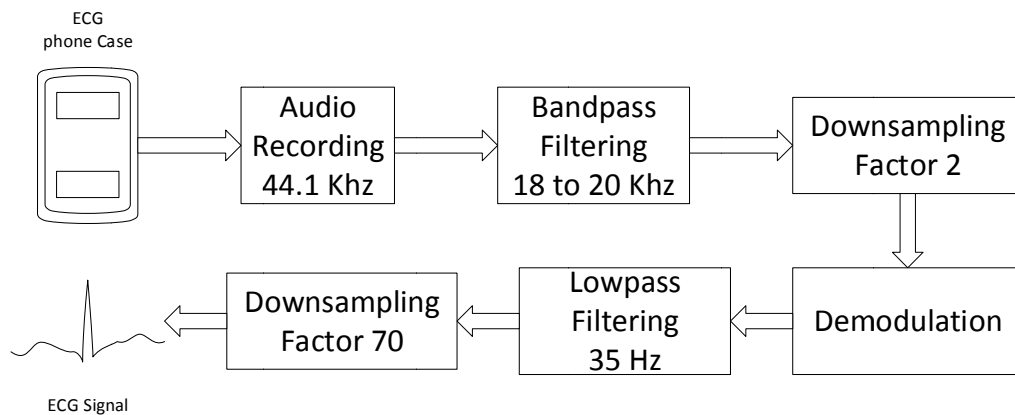 ECG
phone Case
Audio
Recording
44.1 Khz
Bandpass
Filtering
18 to 20 Khz
Downsampling
Factor 2
Demodulation
Lowpass
Filtering
35 Hz
Downsampling
Factor 70
ECG Signal